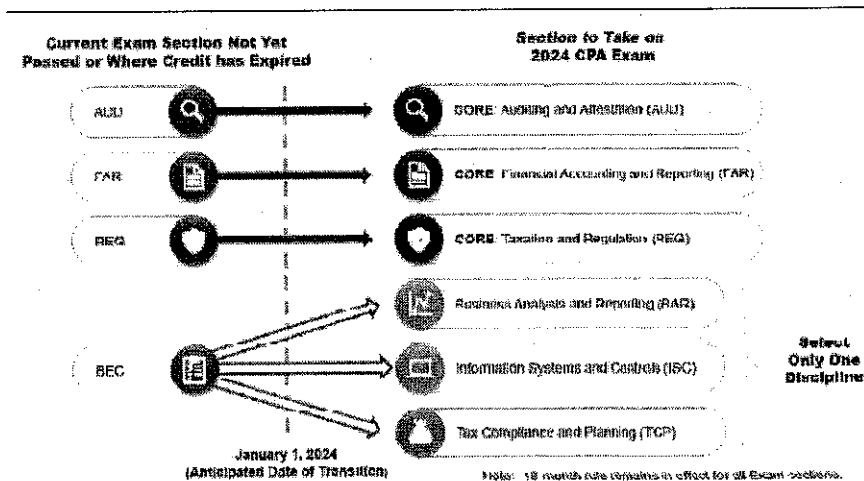 Current Exam Section Not Yet
Passed or Where Credit has Expired
Section to Take on
2024 CPA Exam
AUD
CORE: Auditing and Attestation (AUD)
FAR
CORE: Financial Accounting and Reporting (FAR)
REG
CORE: Taxation and Regulation (REG)
Business Analysis and Reporting (BAR)
BEC
Information Systems and Controls (ISC)
Select
Only One
Discipline
Tax Compliance and Planning (TCP)
January 1, 2024
(Anticipated Date of Transition)
Note: 18 month rule remains in effect for all Exam sections.